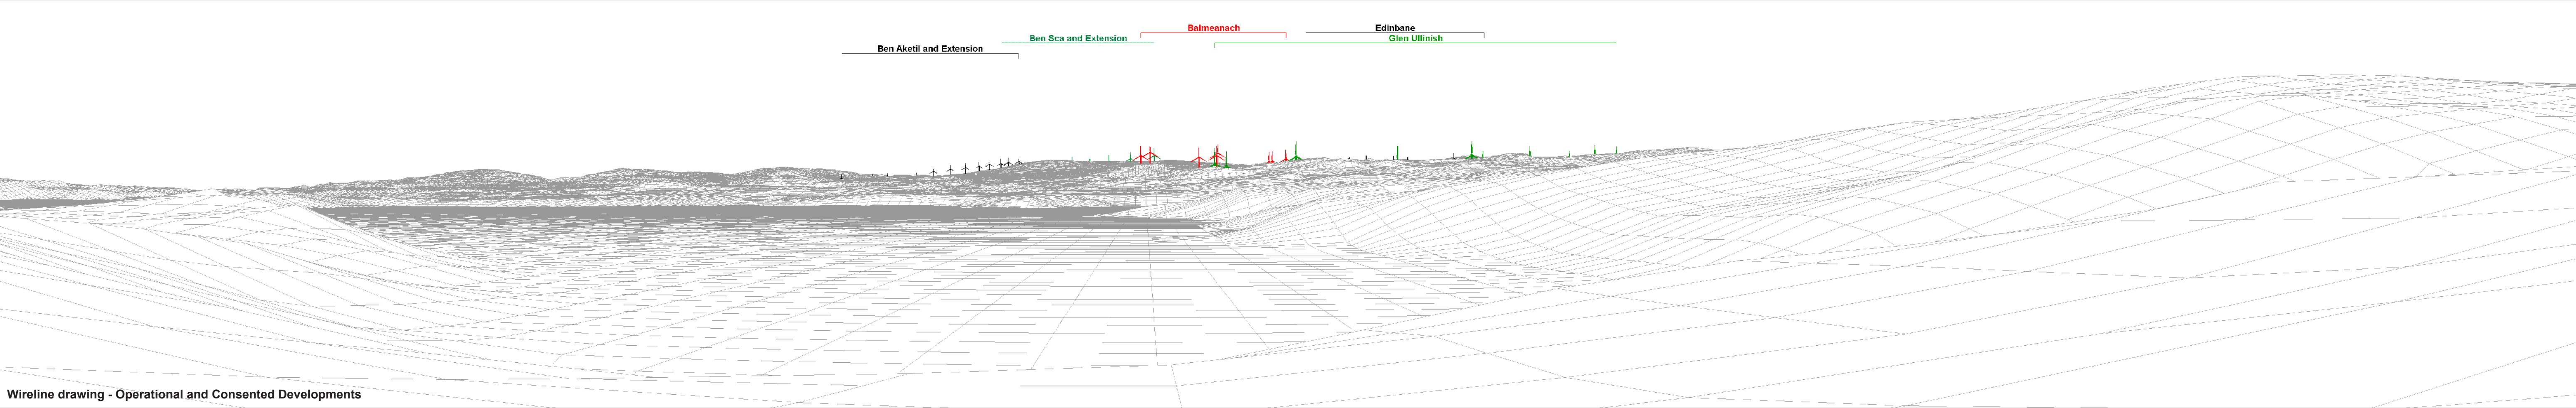 Balmeanach
Edinbane
Ben Sca and Extension
Glen Ullinish
Ben Aketil and Extension
Wireline drawing - Operational and Consented Developments